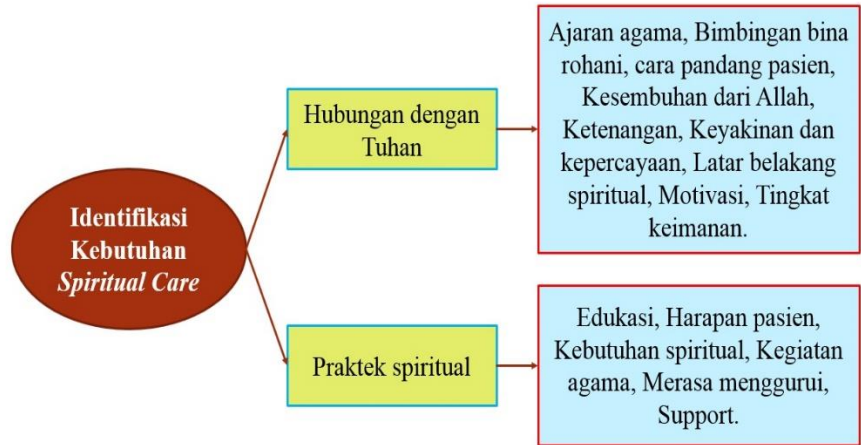 Identifikasi
Kebutuhan
Spiritual Care
Hubungan dengan
Tuhan
Ajaran agama, Bimbingan bina
rohani, cara pandang pasien,
Kesembuhan dari Allah,
Ketenangan, Keyakinan dan
kepercayaan, Latar belakang
spiritual, Motivasi, Tingkat
keimanan.
Praktek spiritual
Edukasi, Harapan pasien,
Kebutuhan spiritual, Kegiatan
agama, Merasa menggurui,
Support.